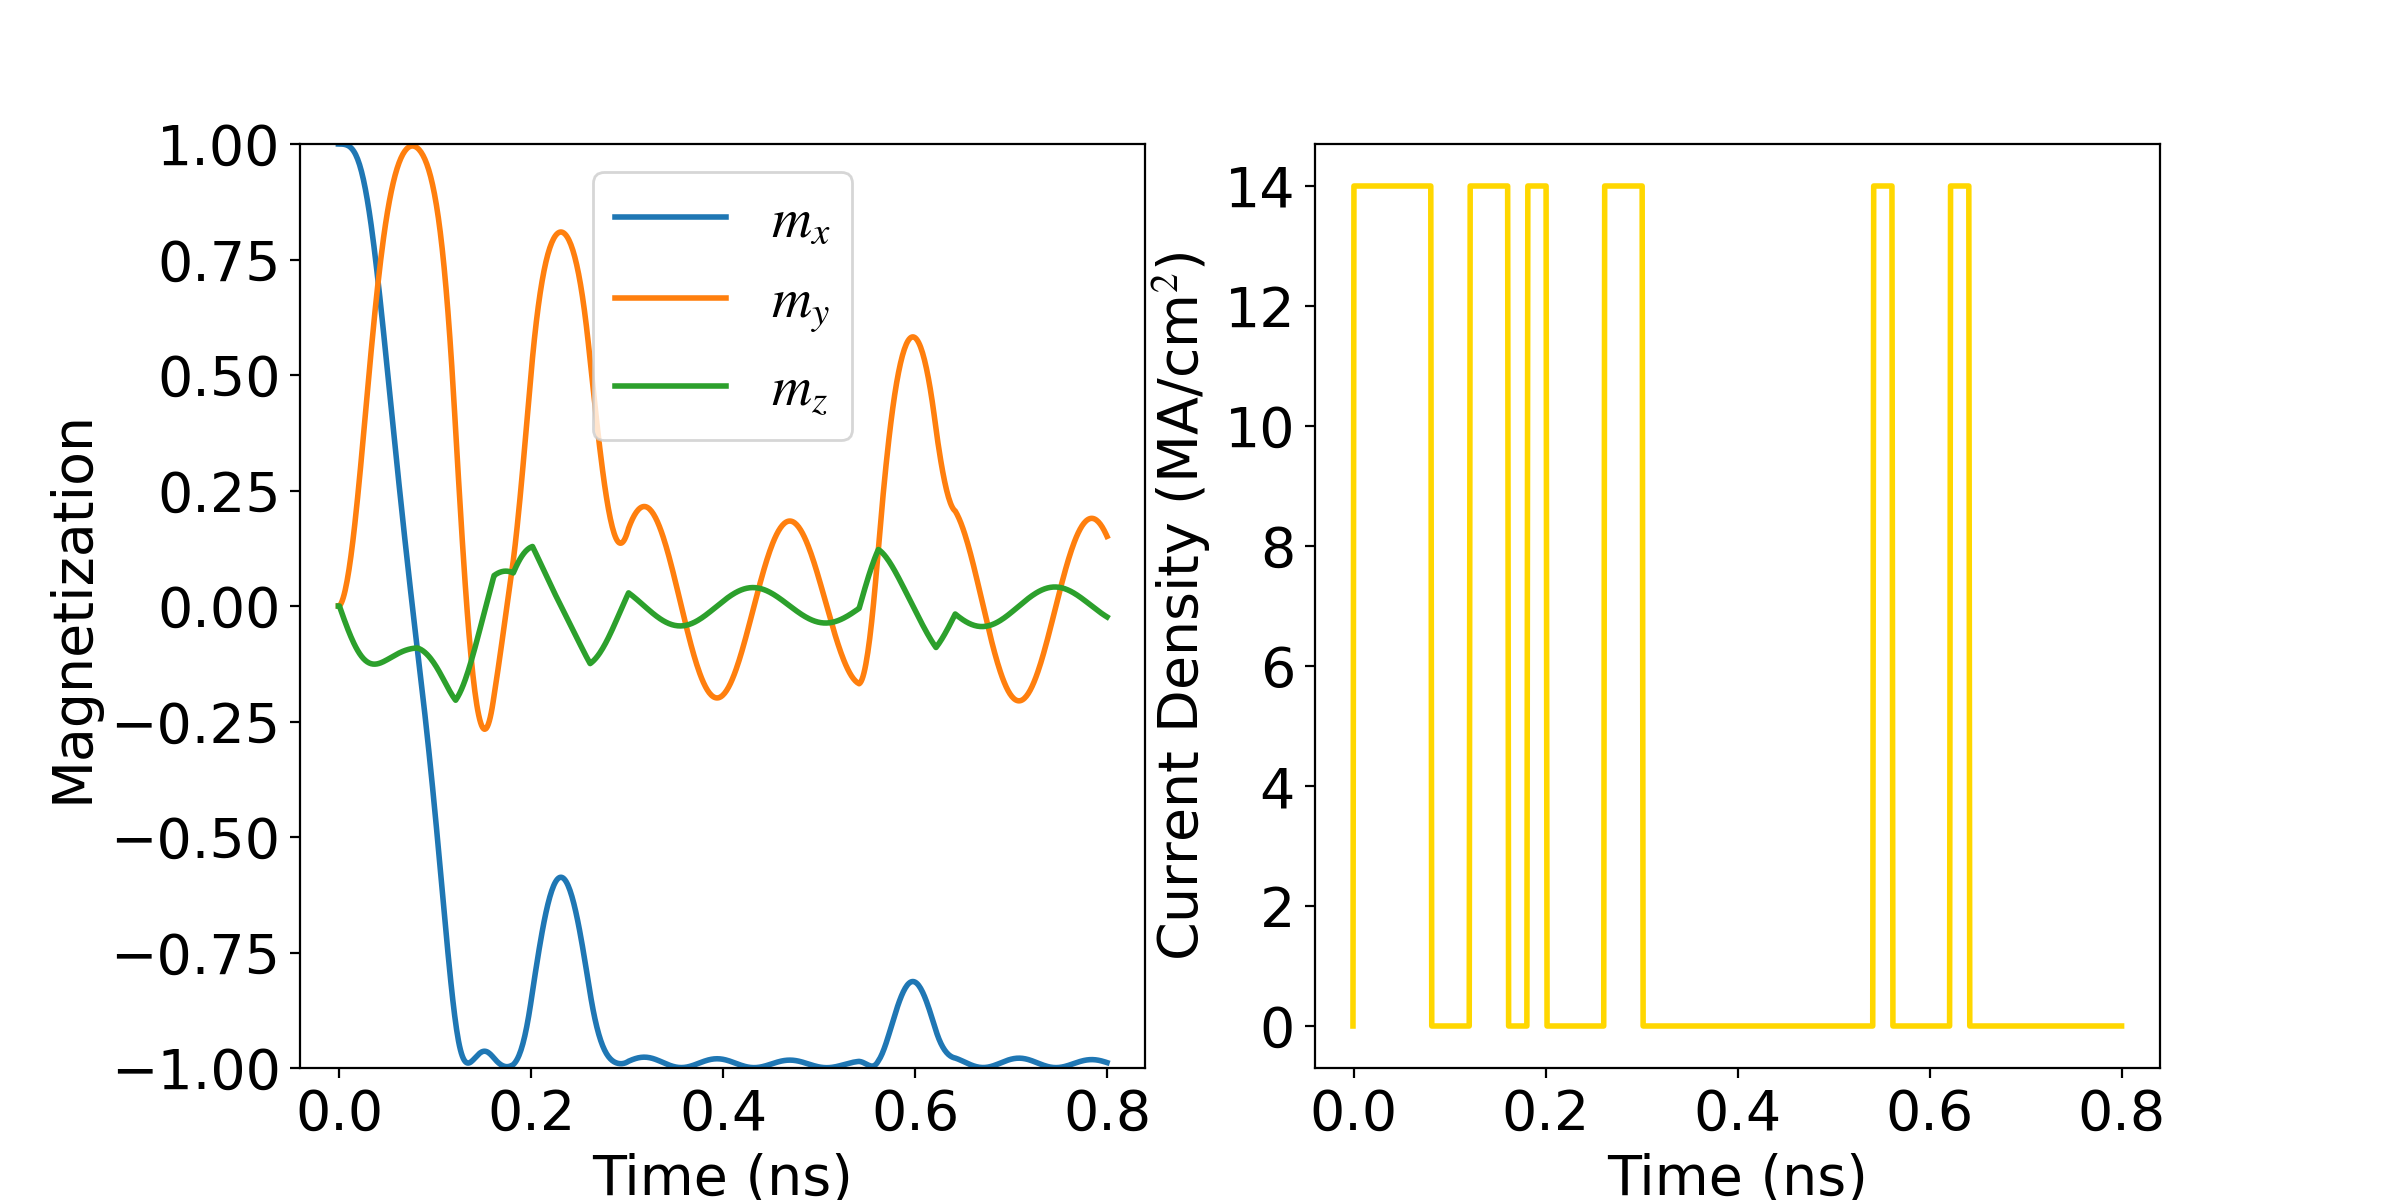 1.00
0.75
0.50
0.25
0.00
−0.25
−0.50
−0.75
−1.00
Magnetization
0.0 0.2 0.4 0.6 0.8
Time (ns)
m_x
m_y
m_z
14
12
10
8
6
4
2
0
Current Density (MA/cm²)
0.0 0.2 0.4 0.6 0.8
Time (ns)